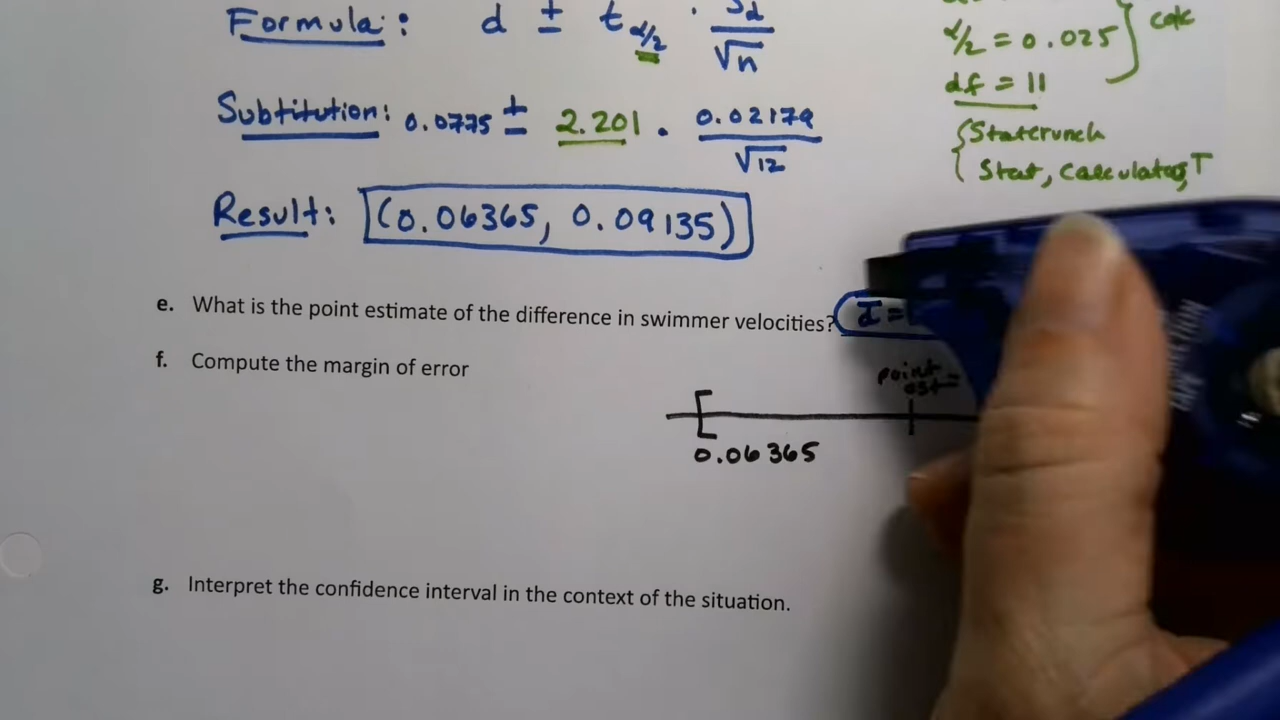 Formula: d ± t α/2 · Sd / √n
α/2 = 0.025 } calc
df = 11
Subtitution: 0.0775 ± 2.201 · 0.02179 / √12
{ Statcrunch
Stat, calculators, T
Result: (0.06365, 0.09135)
e. What is the point estimate of the difference in swimmer velocities?
f. Compute the margin of error
point
est=
[
0.06365
g. Interpret the confidence interval in the context of the situation.